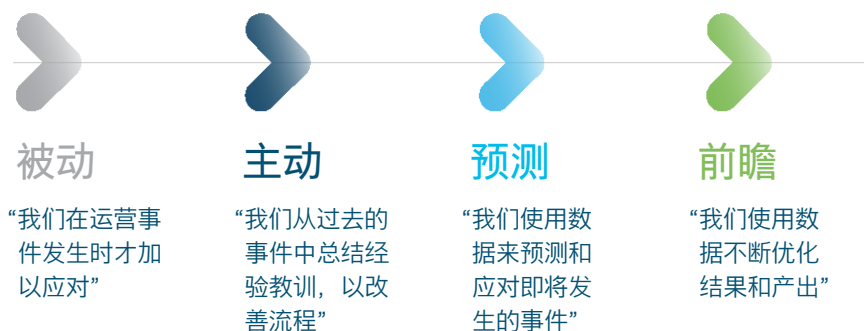 被动
“我们在运营事
件发生时才加
以应对”
主动
“我们从过去的
事件中总结经
验教训，以改
善流程”
预测
“我们使用数
据来预测和
应对即将发
生的事件”
前瞻
“我们使用数
据不断优化
结果和产出”